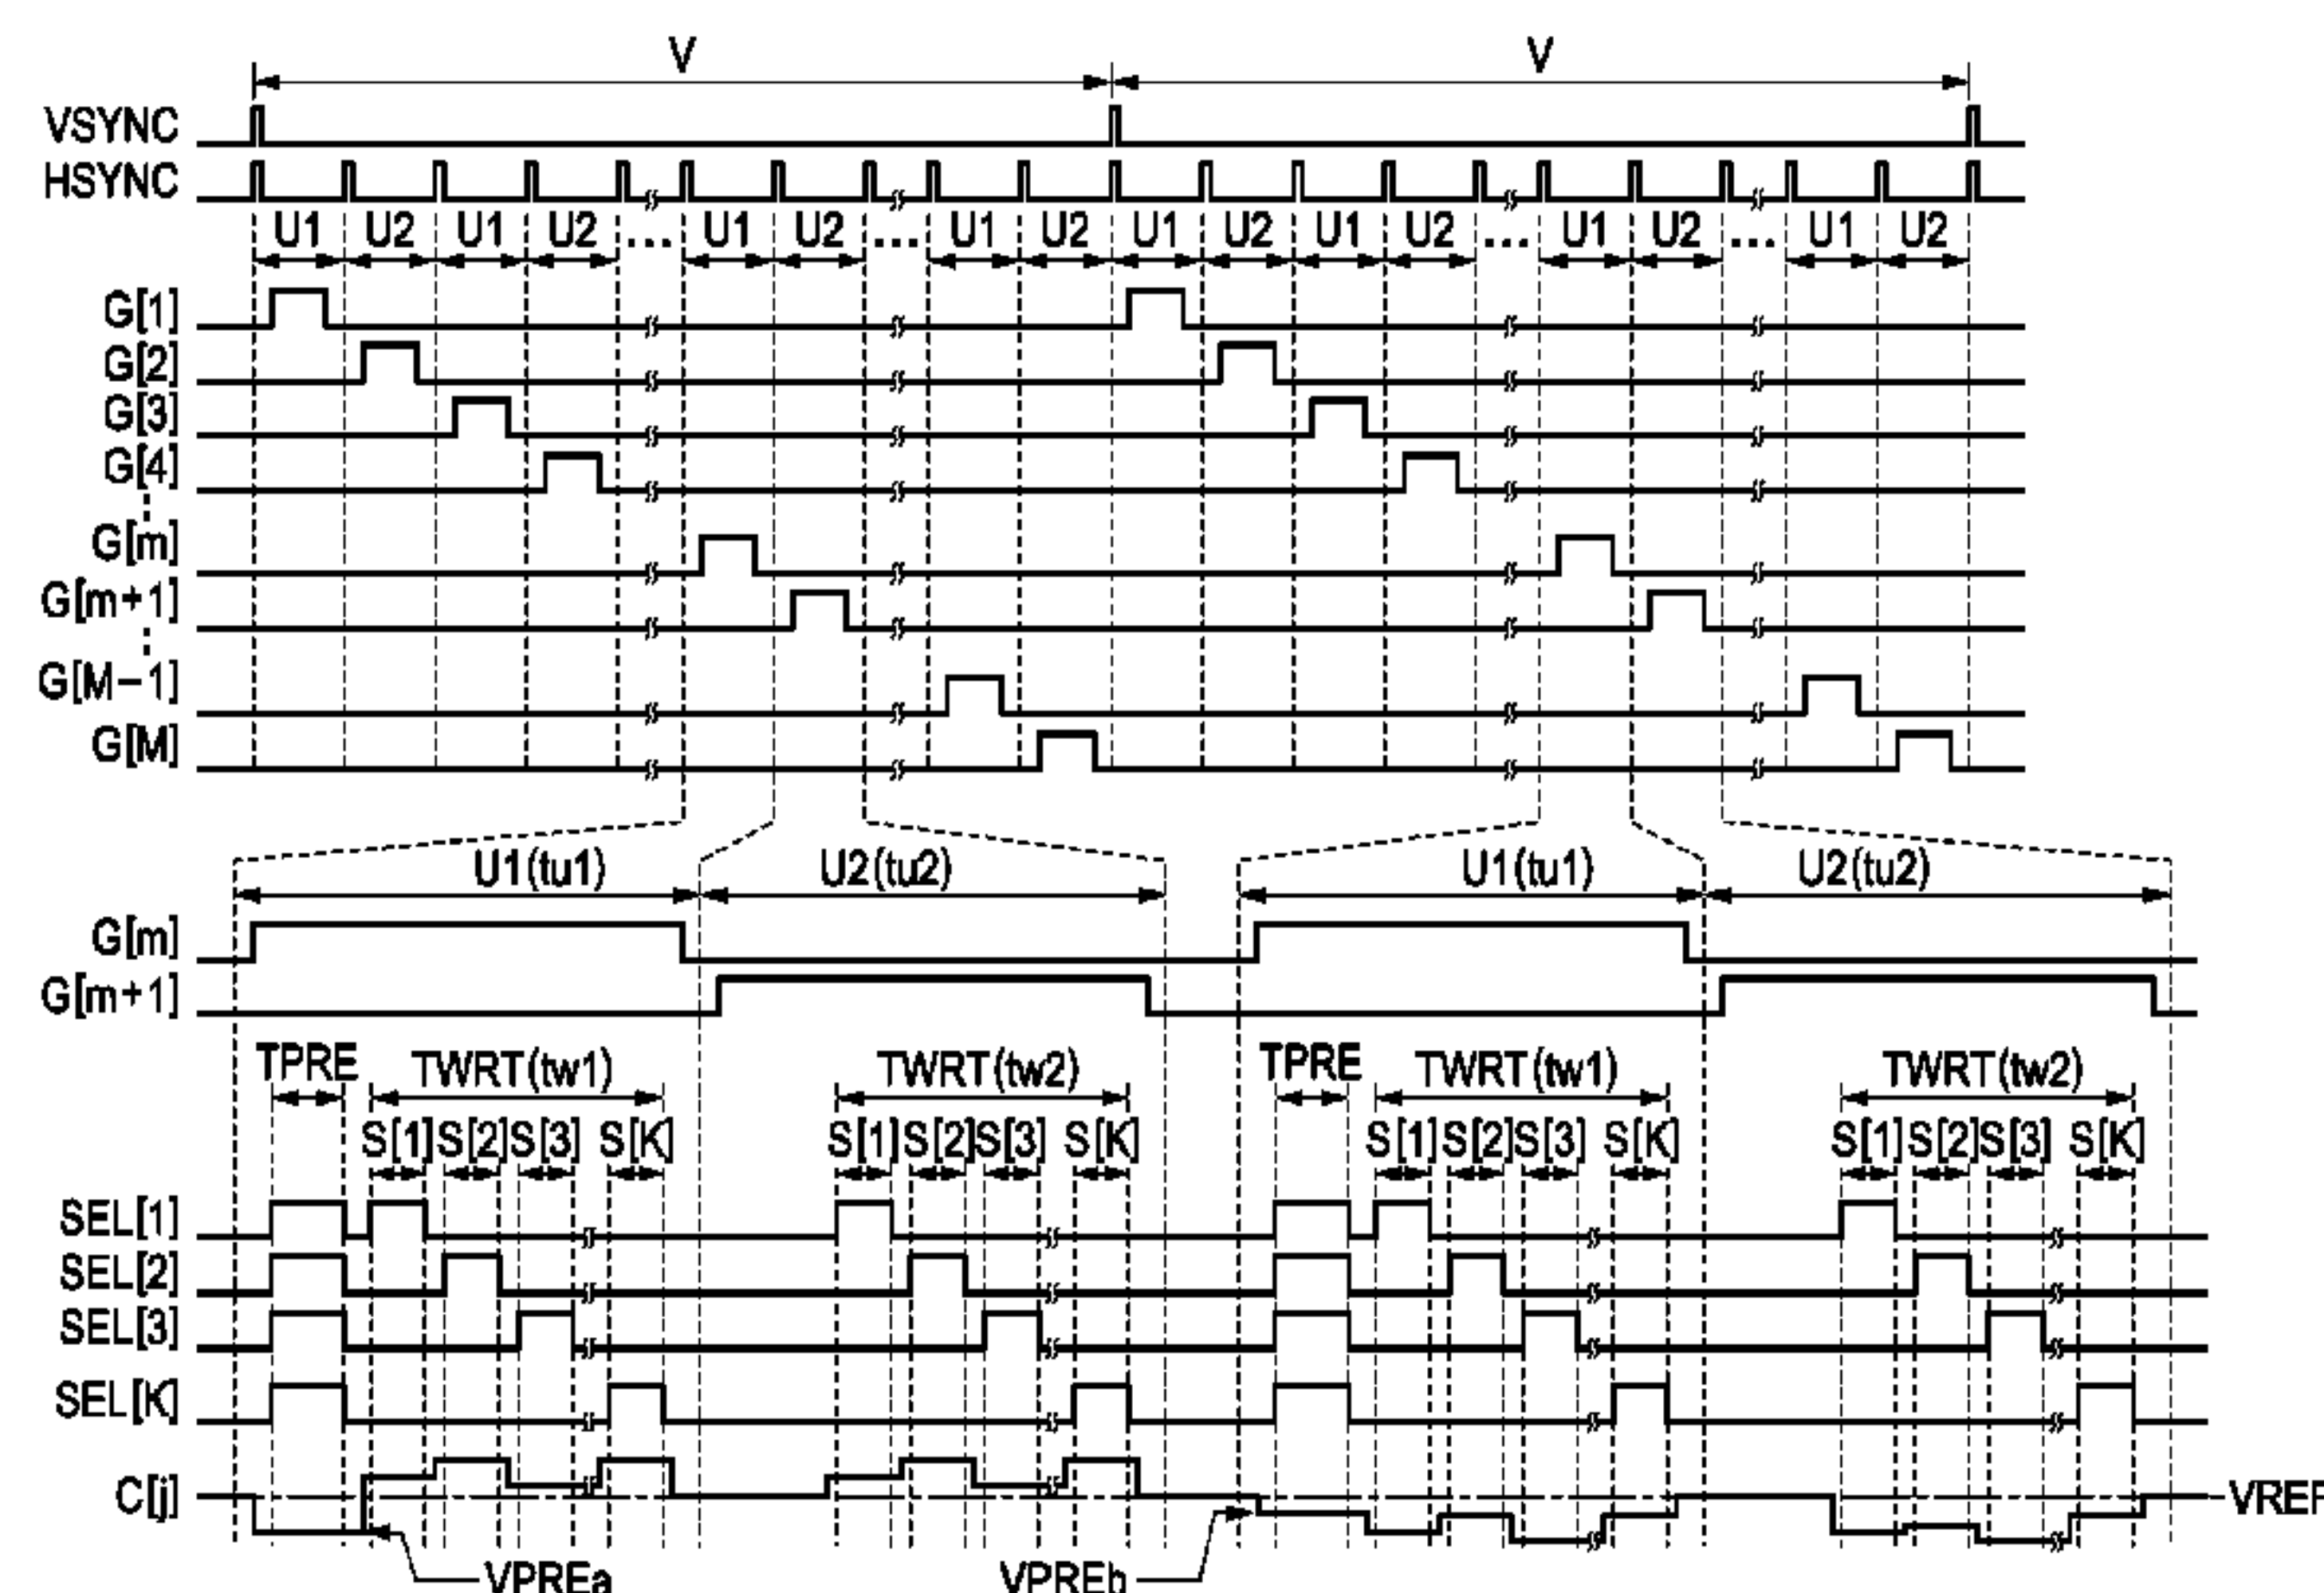 V V
VSYNC
HSYNC
U1 U2 U1 U2 ... U1 U2 ... U1 U2 U1 U2 U1 U2 ... U1 U2 ... U1 U2
G[1]
G[2]
G[3]
G[4]
G[m]
G[m+1]
G[M-1]
G[M]
U1(tu1) U2(tu2) U1(tu1) U2(tu2)
G[m]
G[m+1]
TPRE TWRT(tw1) TWRT(tw2) TPRE TWRT(tw1) TWRT(tw2)
S[1] S[2] S[3] S[K] S[1] S[2] S[3] S[K] S[1] S[2] S[3] S[K] S[1] S[2] S[3] S[K]
SEL[1]
SEL[2]
SEL[3]
SEL[K]
C[j] VREF
VPREa VPREb